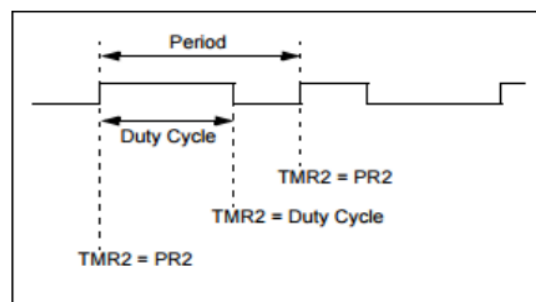 Period
Duty Cycle
TMR2 = PR2
TMR2 = Duty Cycle
TMR2 = PR2